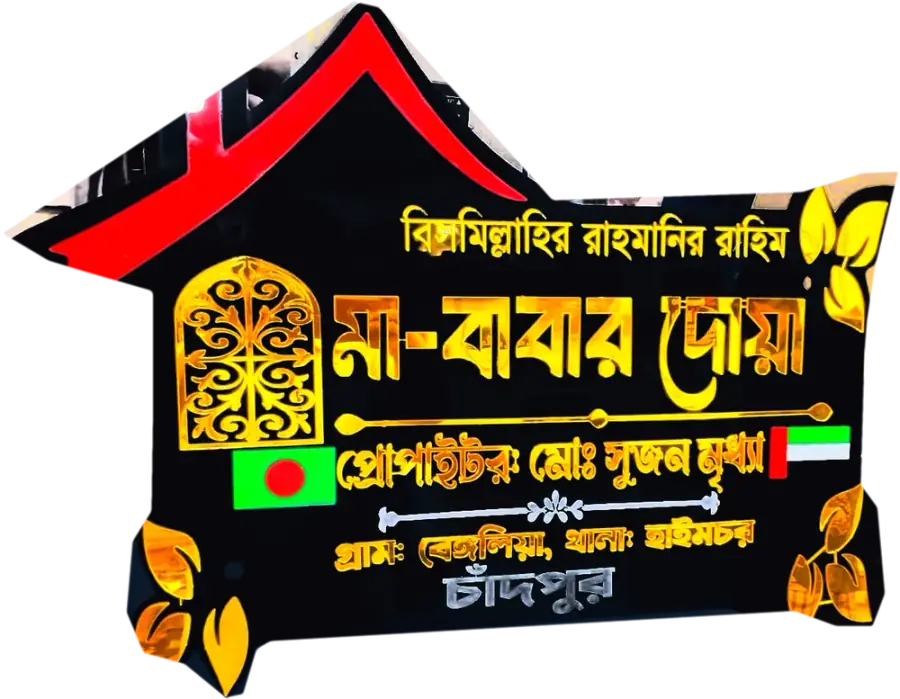 বিসমিল্লাহির রাহমানির রাহিম
মা-বাবার দোয়া
প্রোপাইটর: মোঃ সুজন মৃধ্যা
গ্রাম: বেঙ্গলিয়া, থানা: হাইমচর
চাঁদপুর